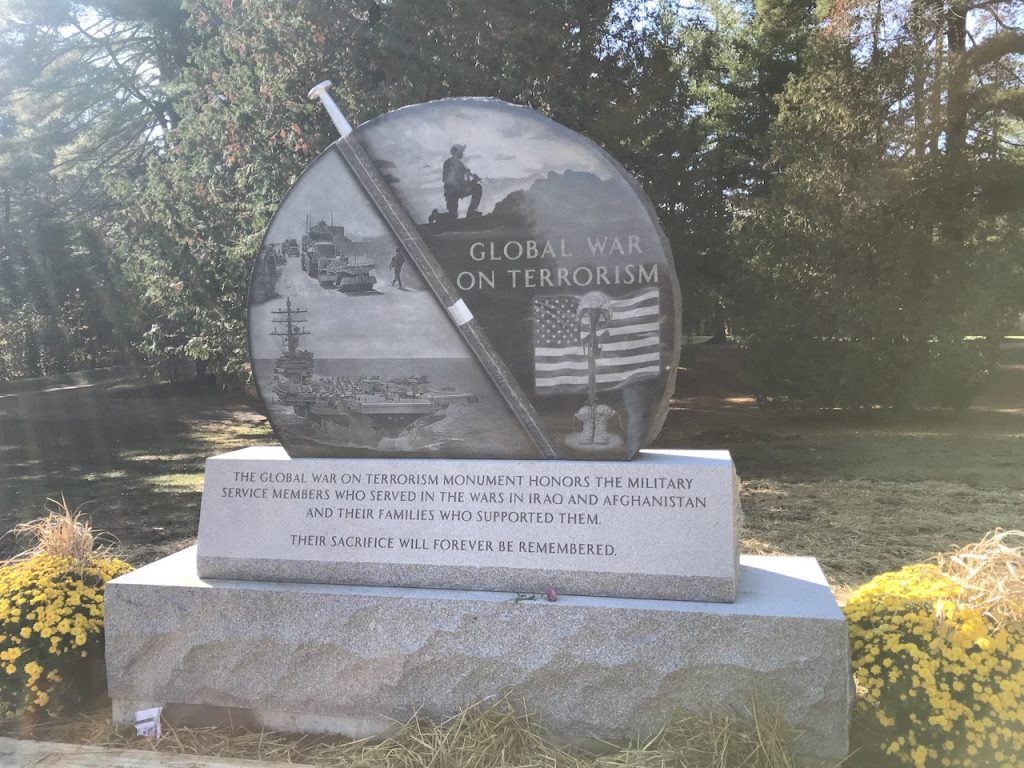 GLOBAL WAR
ON TERRORISM
THE GLOBAL WAR ON TERRORISM MONUMENT HONORS THE MILITARY
SERVICE MEMBERS WHO SERVED IN THE WARS IN IRAQ AND AFGHANISTAN
AND THEIR FAMILIES WHO SUPPORTED THEM.
THEIR SACRIFICE WILL FOREVER BE REMEMBERED.